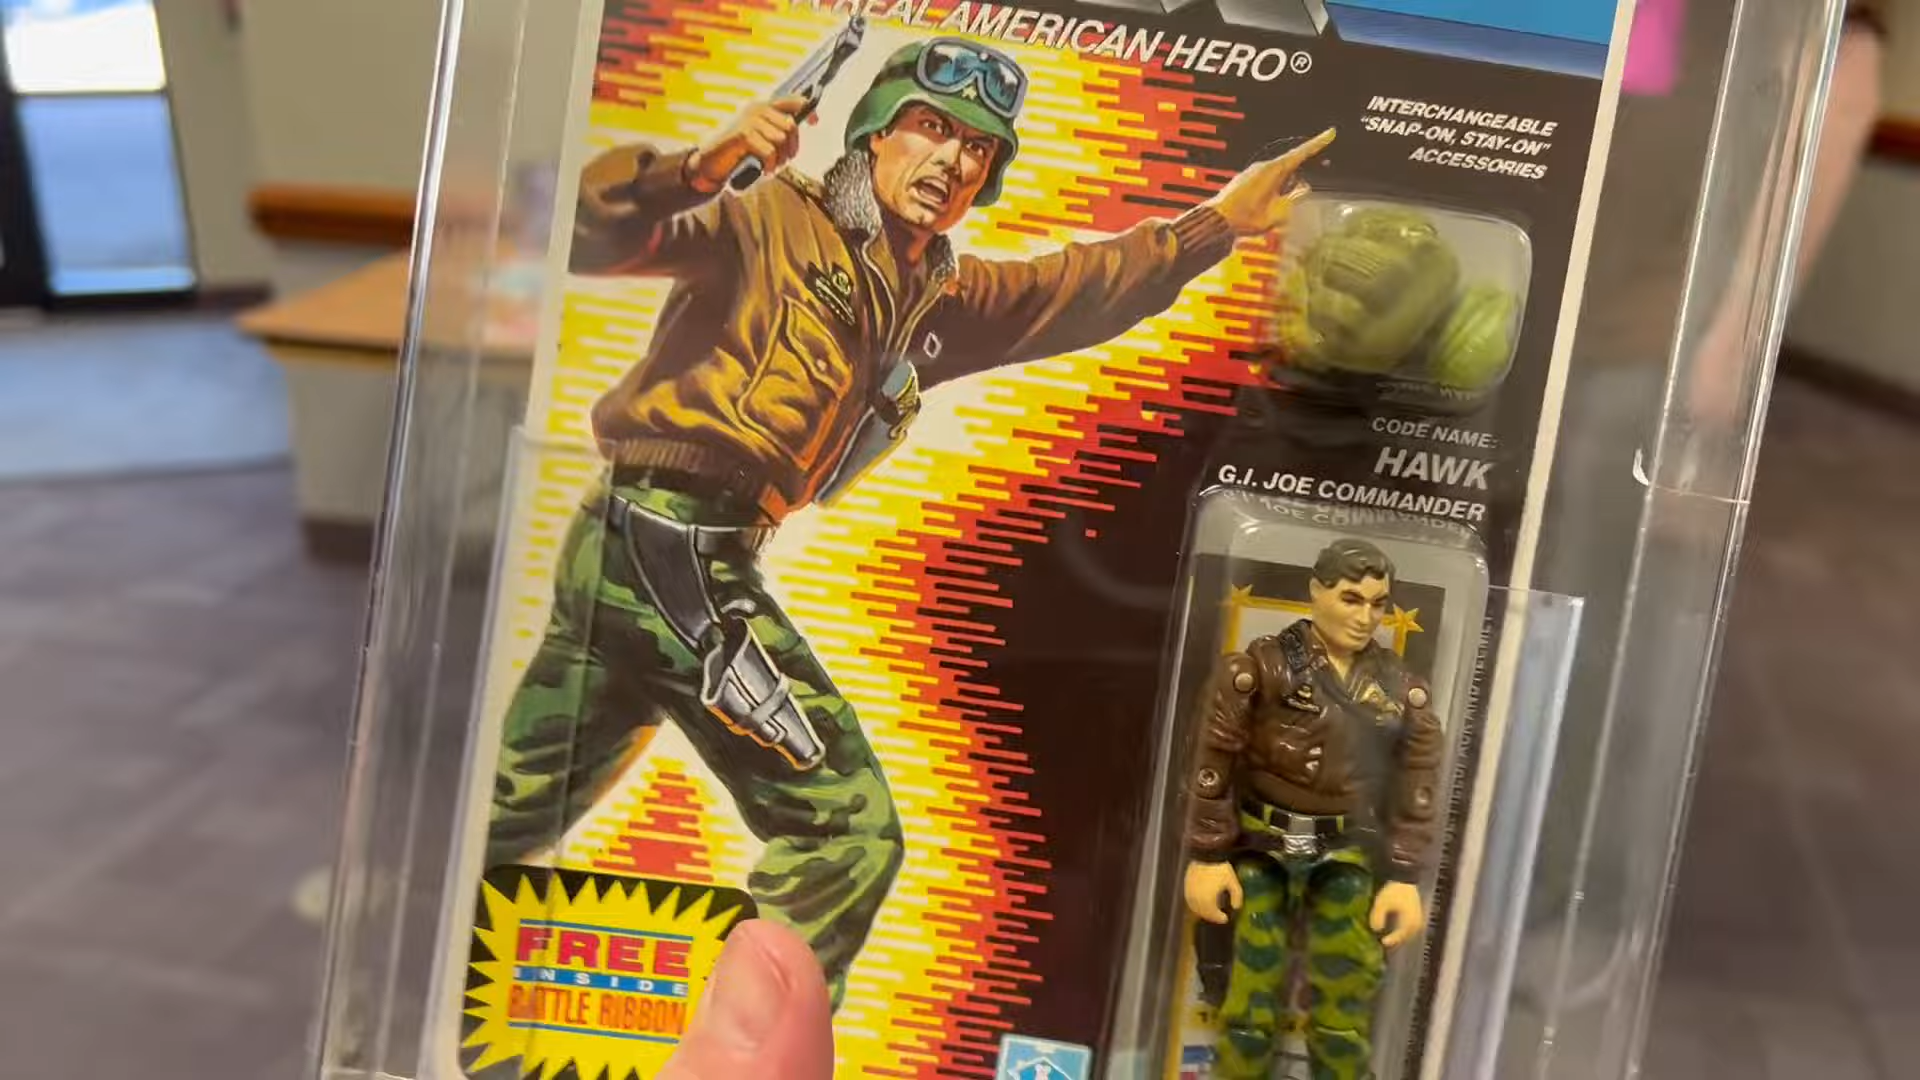 A REAL AMERICAN HERO®
INTERCHANGEABLE
"SNAP-ON, STAY-ON"
ACCESSORIES
CODE NAME:
HAWK
G.I. JOE COMMANDER
FREE
INSIDE
BATTLE RIBBON